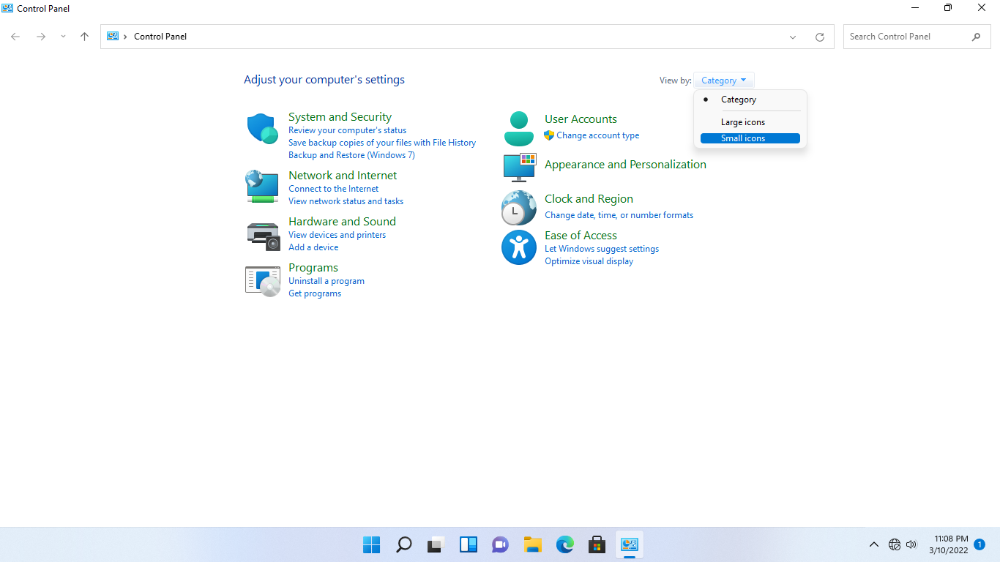 Control Panel
Control Panel
Search Control Panel
Adjust your computer's settings
View by:
Category
Category
Large icons
Small icons
System and Security
Review your computer's status
Save backup copies of your files with File History
Backup and Restore (Windows 7)
Network and Internet
Connect to the Internet
View network status and tasks
Hardware and Sound
View devices and printers
Add a device
Programs
Uninstall a program
Get programs
User Accounts
Change account type
Appearance and Personalization
Clock and Region
Change date, time, or number formats
Ease of Access
Let Windows suggest settings
Optimize visual display
11:08 PM
3/10/2022
1